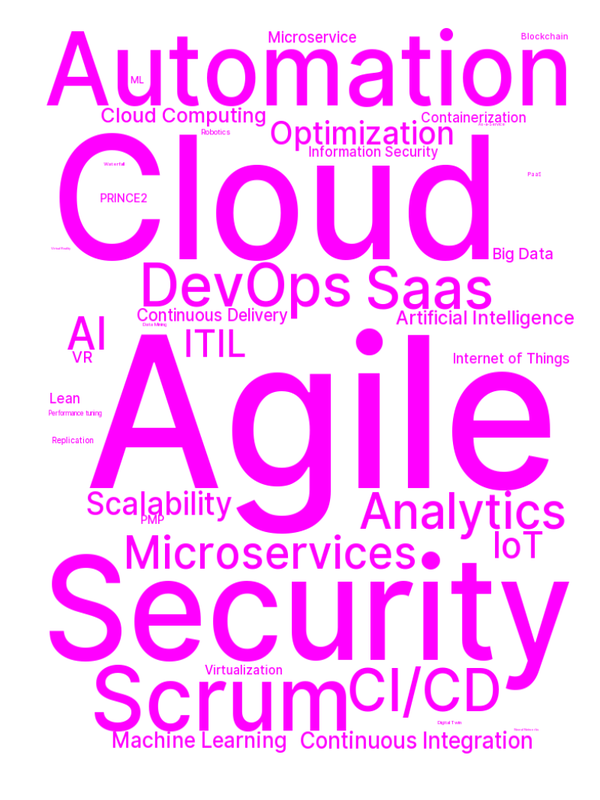 Microservice
Blockchain
Automation
ML
Cloud Computing
Containerization
Robotics
Optimization
Information Security
Cloud
Waterfall
PaaS
PRINCE2
Big Data
DevOps
Saas
Continuous Delivery
Artificial Intelligence
Data Mining
AI
ITIL
VR
Internet of Things
Agile
Lean
Performance tuning
Replication
Scalability
Analytics
PMP
IoT
Microservices
Security
Virtualization
CI/CD
Scrum
Digital Twin
Machine Learning
Continuous Integration